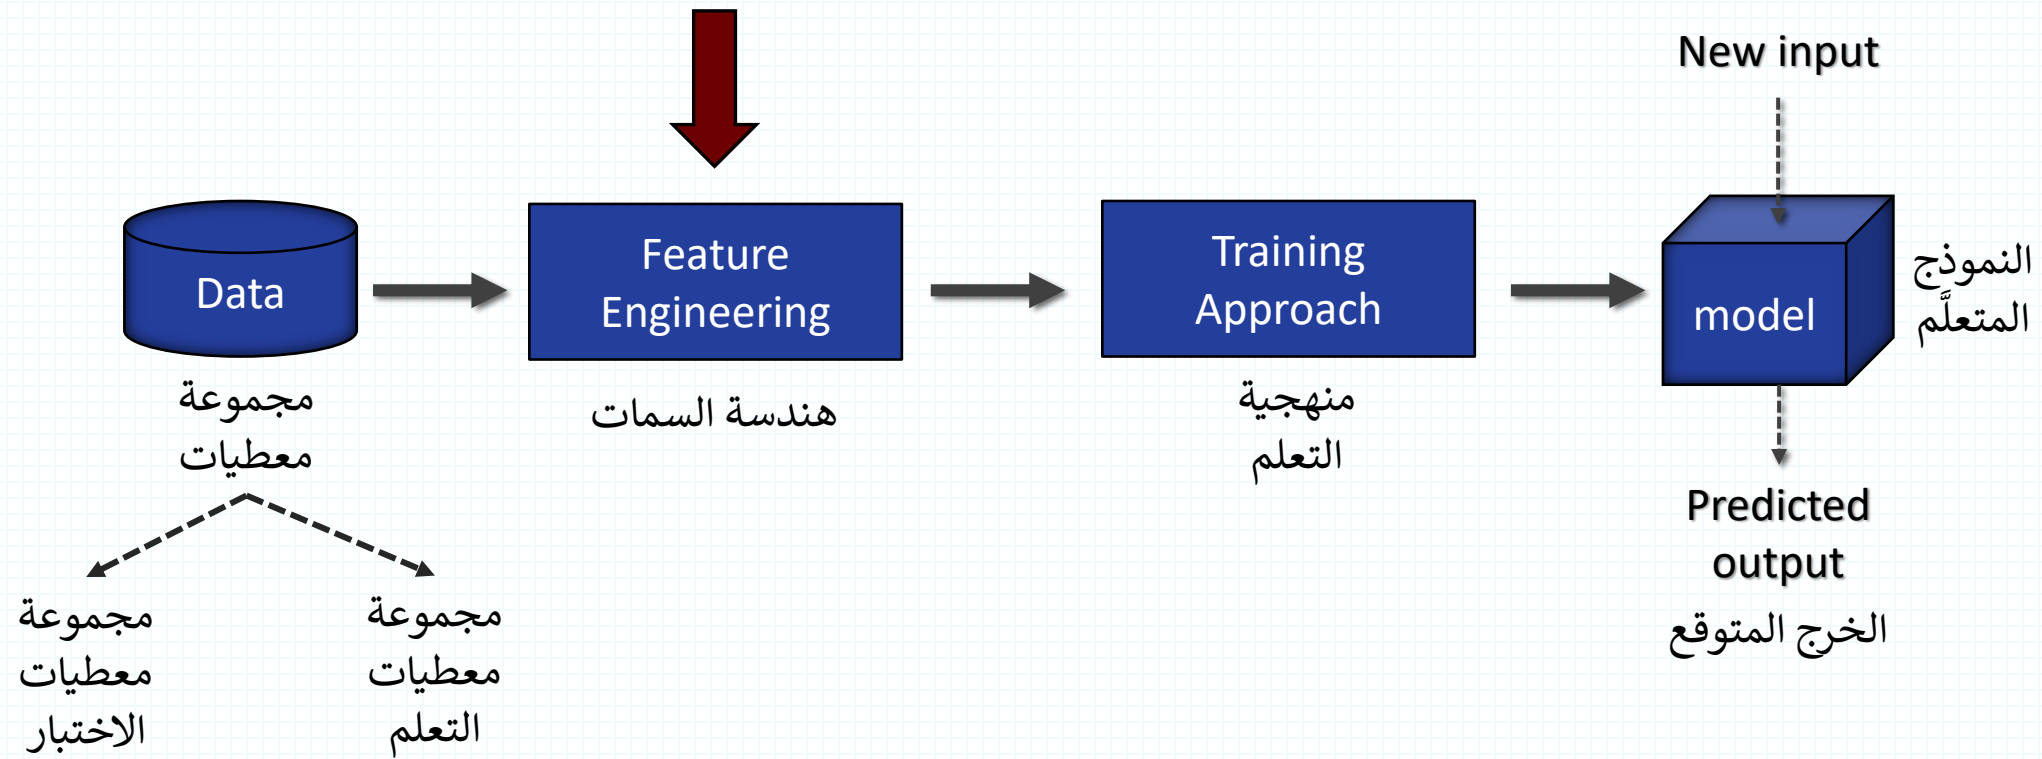 New input
Data
Feature
Engineering
Training
Approach
model
النموذج
المتعلَّم
مجموعة
معطيات
هندسة السمات
منهجية
التعلم
Predicted
output
الخرج المتوقع
مجموعة
معطيات
الاختبار
مجموعة
معطيات
التعلم